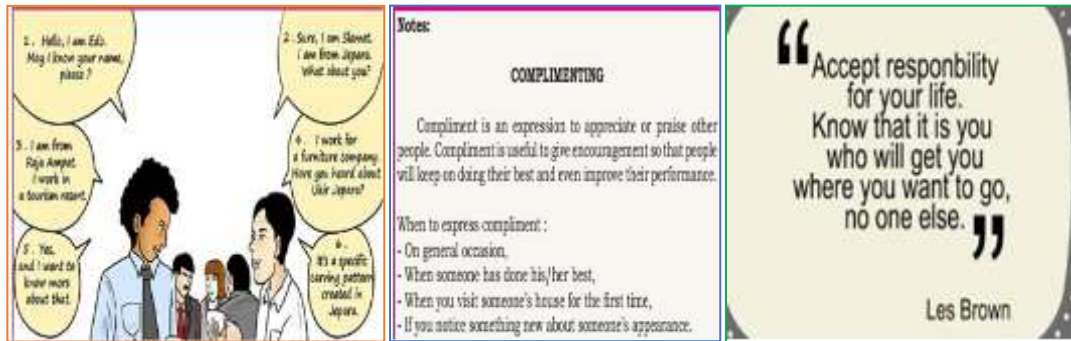 1. Hello, I am Edo.
May I know your name,
please ?
2. Sure, I am Slamet.
I am from Jepara.
What about you?
3. I am from
Raja Ampat.
I work in
a tourism resort.
4. I work for
a furniture company.
Have you heard about
Ukir Jepara?
5. Yes,
and I want to
know more
about that.
6.
It's a specific
carving pattern
created in
Jepara.
Notes:
COMPLIMENTING
Compliment is an expression to appreciate or praise other
people. Compliment is useful to give encouragement so that people
will keep on doing their best and even improve their performance.
When to express compliment :
- On general occasion,
- When someone has done his/her best,
- When you visit someone's house for the first time,
- If you notice something new about someone's appearance.
“Accept responbility
for your life.
Know that it is you
who will get you
where you want to go,
no one else.”
Les Brown